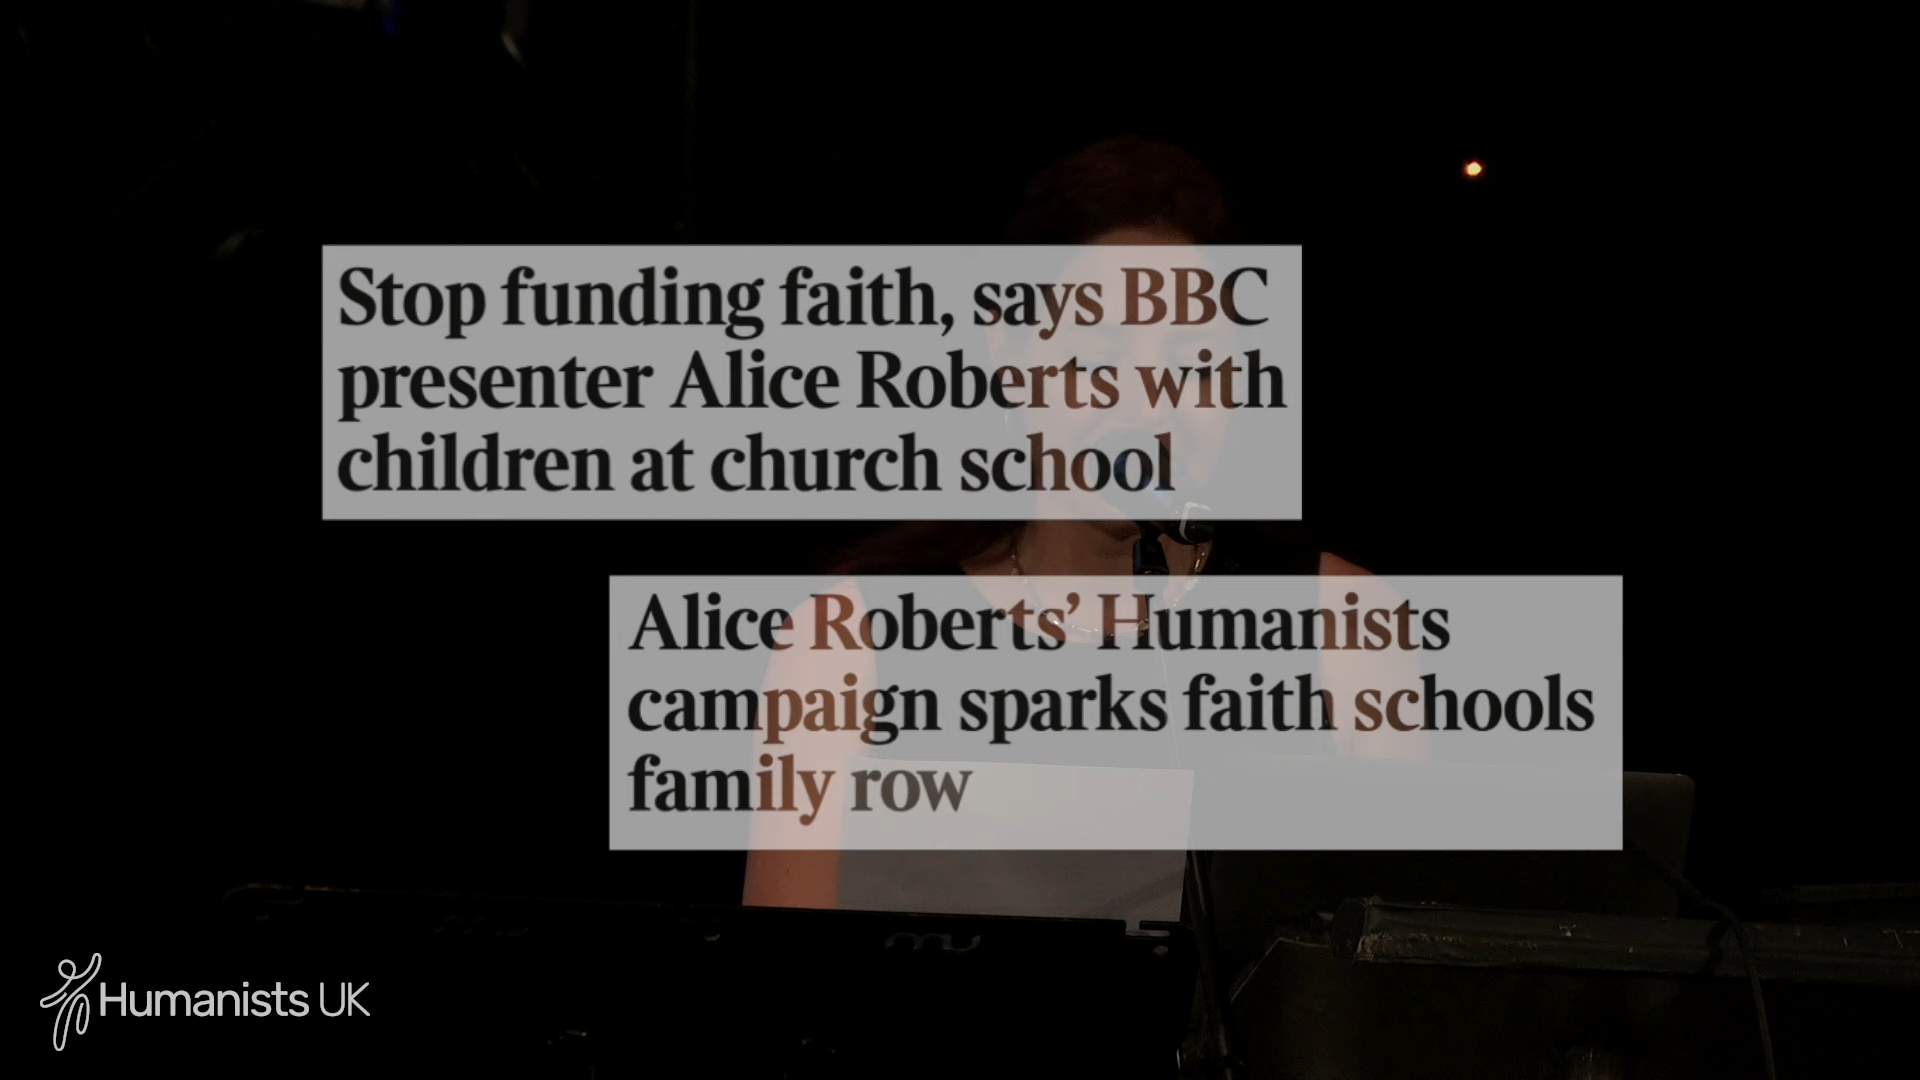 Stop funding faith, says BBC
presenter Alice Roberts with
children at church school
Alice Roberts’ Humanists
campaign sparks faith schools
family row
Humanists UK